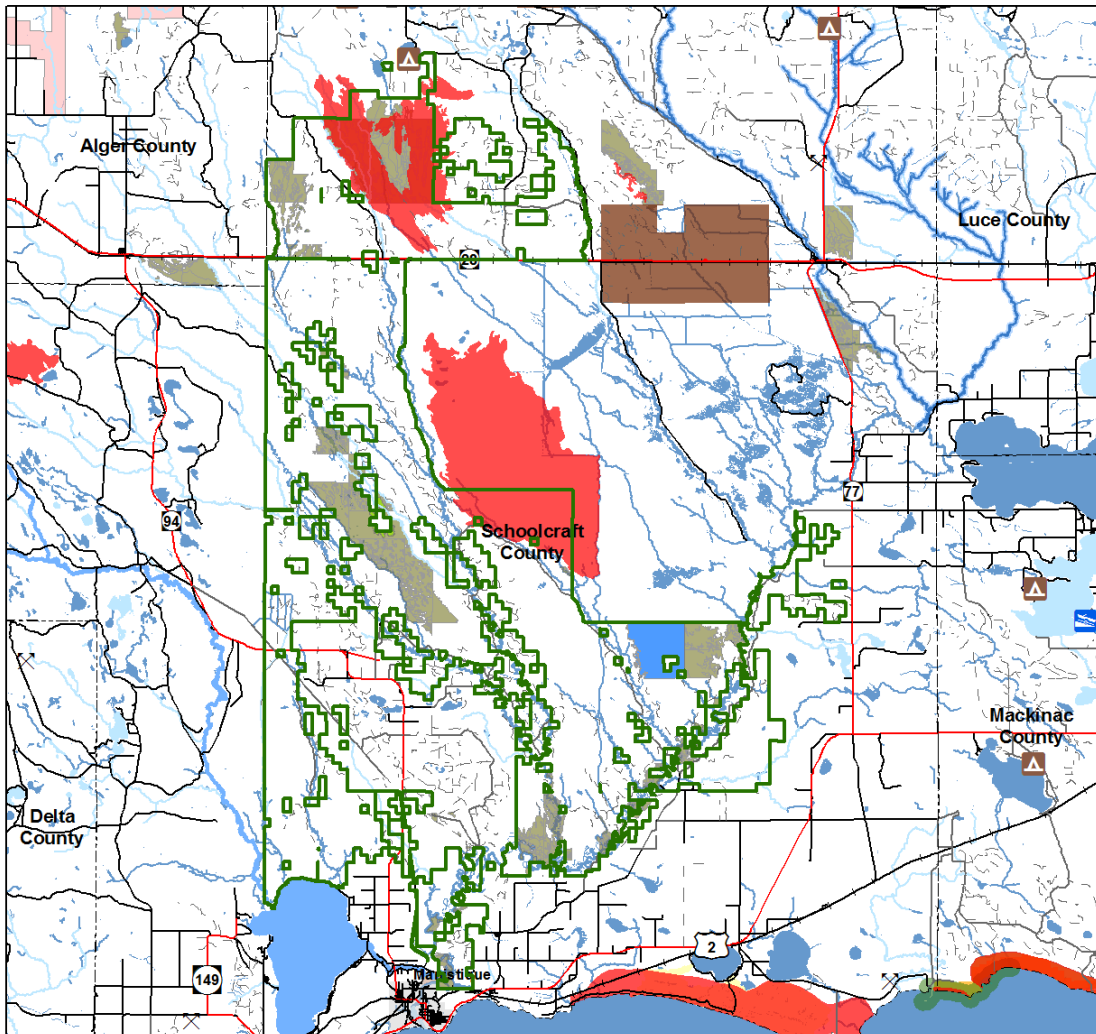 Alger County
Luce County
28
77
94
Schoolcraft
County
Mackinac
County
Delta
County
2
149
Manistique